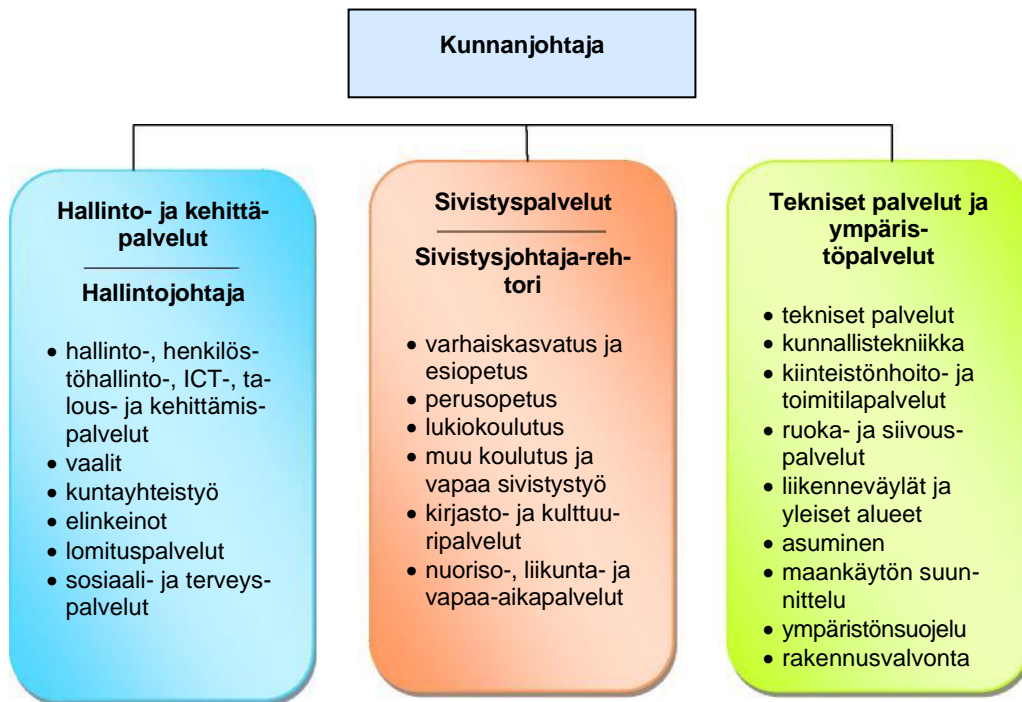 Kunnanjohtaja
Hallinto- ja kehittä-
palvelut
Hallintojohtaja
• hallinto-, henkilös-
töhallinto-, ICT-, ta-
lous- ja kehittämis-
palvelut
• vaalit
• kuntayhteistyö
• elinkeinot
• lomituspalvelut
• sosiaali- ja terveys-
palvelut
Sivistyspalvelut
Sivistysjohtaja-reh-
tori
• varhaiskasvatus ja
esiopetus
• perusopetus
• lukiokoulutus
• muu koulutus ja
vapaa sivistystyö
• kirjasto- ja kulttuu-
ripalvelut
• nuoriso-, liikunta- ja
vapaa-aikapalvelut
Tekniset palvelut ja
ympäris-
töpalvelut
• tekniset palvelut
• kunnallistekniikka
• kiinteistönhoito- ja
toimitilapalvelut
• ruoka- ja siivous-
palvelut
• liikenneväylät ja
yleiset alueet
• asuminen
• maankäytön suun-
nittelu
• ympäristönsuojelu
• rakennusvalvonta